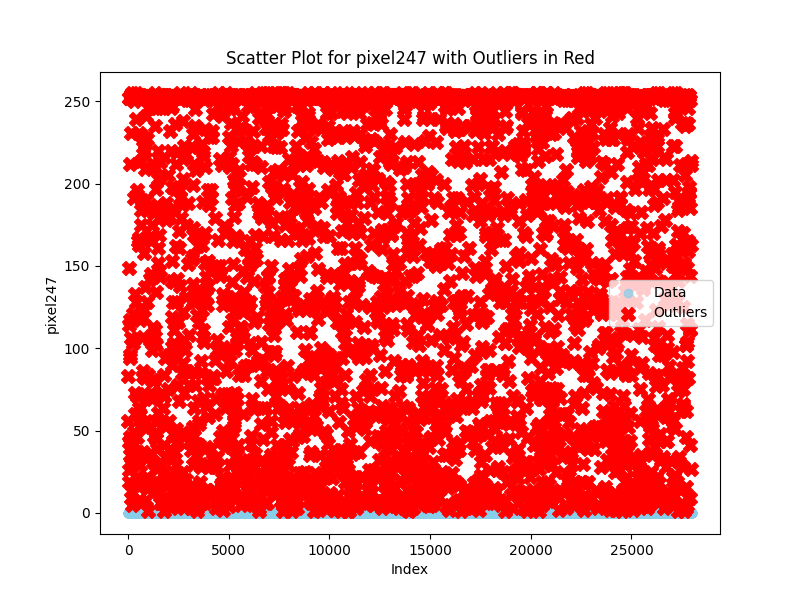 Scatter Plot for pixel247 with Outliers in Red
250
200
150
100
50
0
pixel247
Data
Outliers
0 5000 10000 15000 20000 25000
Index